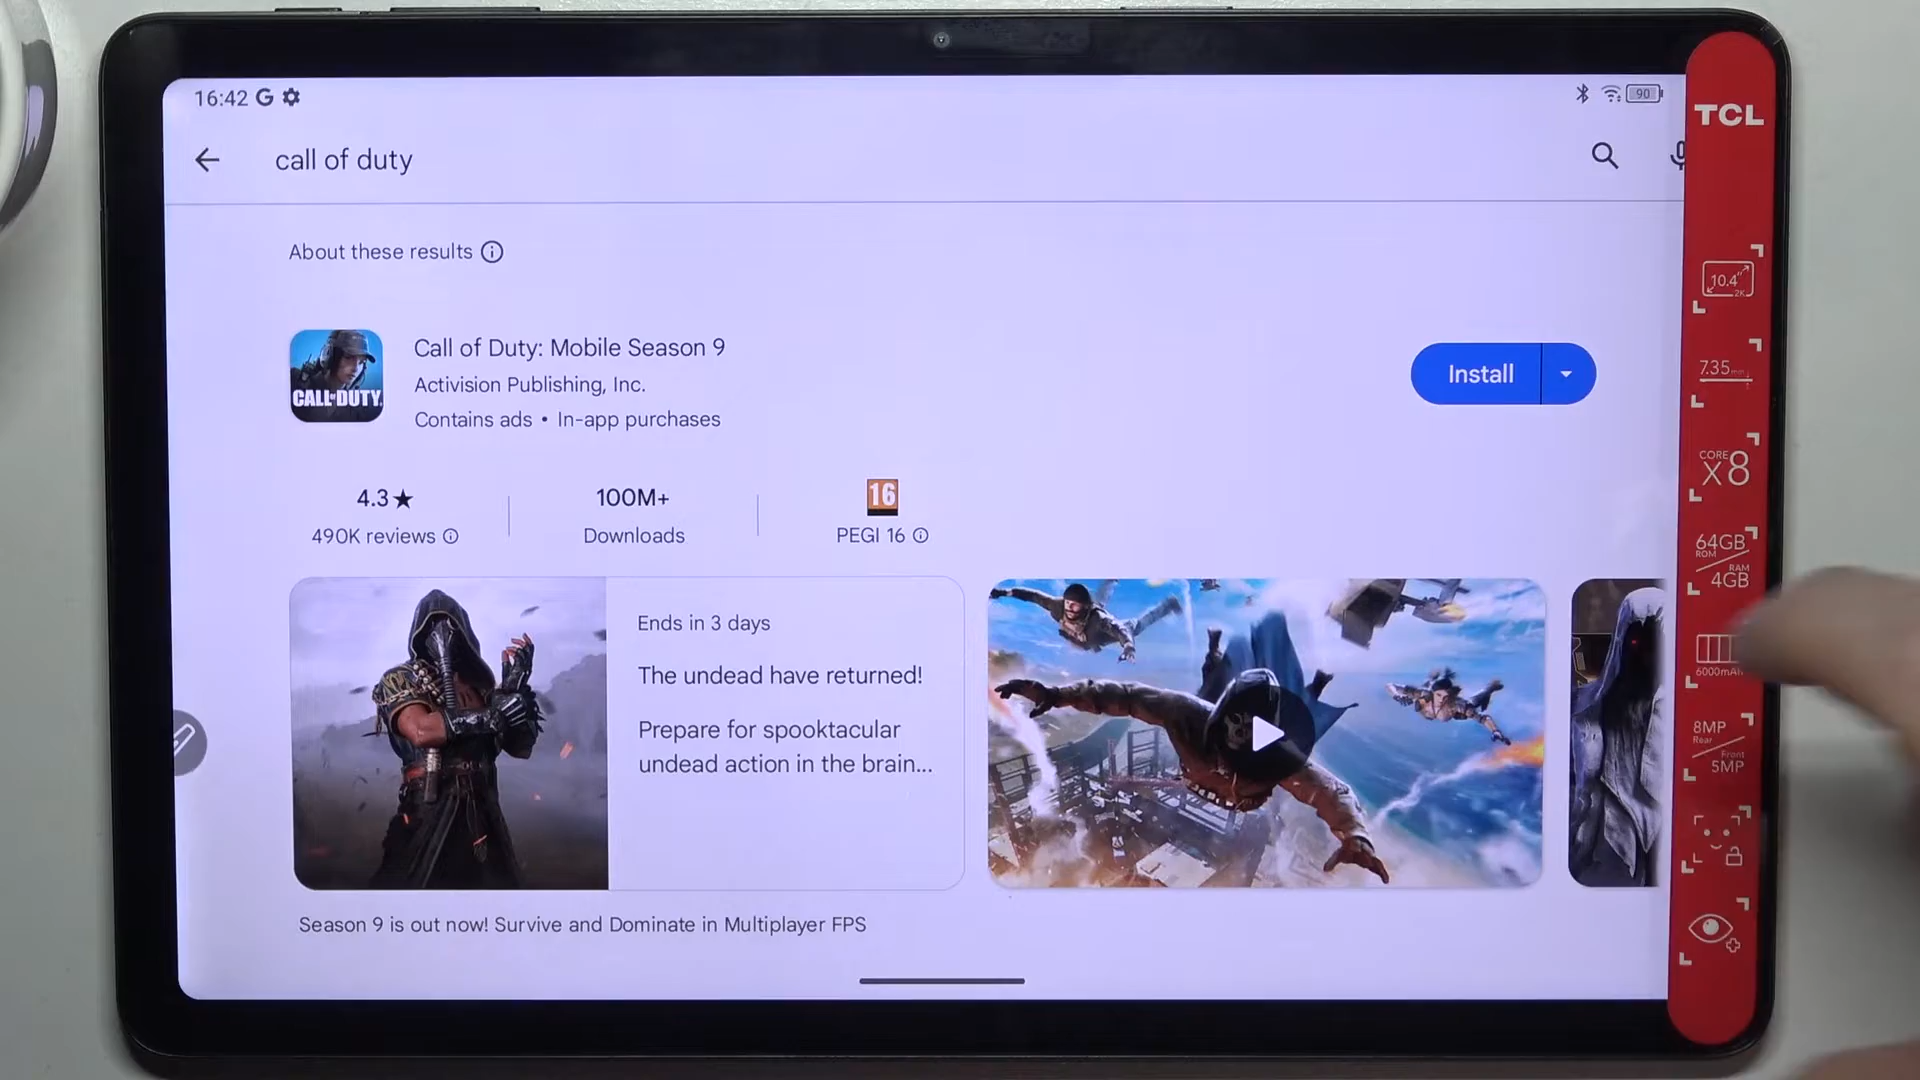 16:42 G
90
TCL
call of duty
About these results
CALL OF DUTY
Call of Duty: Mobile Season 9
Activision Publishing, Inc.
Contains ads • In-app purchases
Install
4.3★
490K reviews
100M+
Downloads
16
PEGI 16
Ends in 3 days
The undead have returned!
Prepare for spooktacular
undead action in the brain...
Season 9 is out now! Survive and Dominate in Multiplayer FPS
10.4"
2K
7.35mm
CORE
X8
64GB
ROM
RAM
4GB
6000mAh
8MP
Rear
Front
5MP